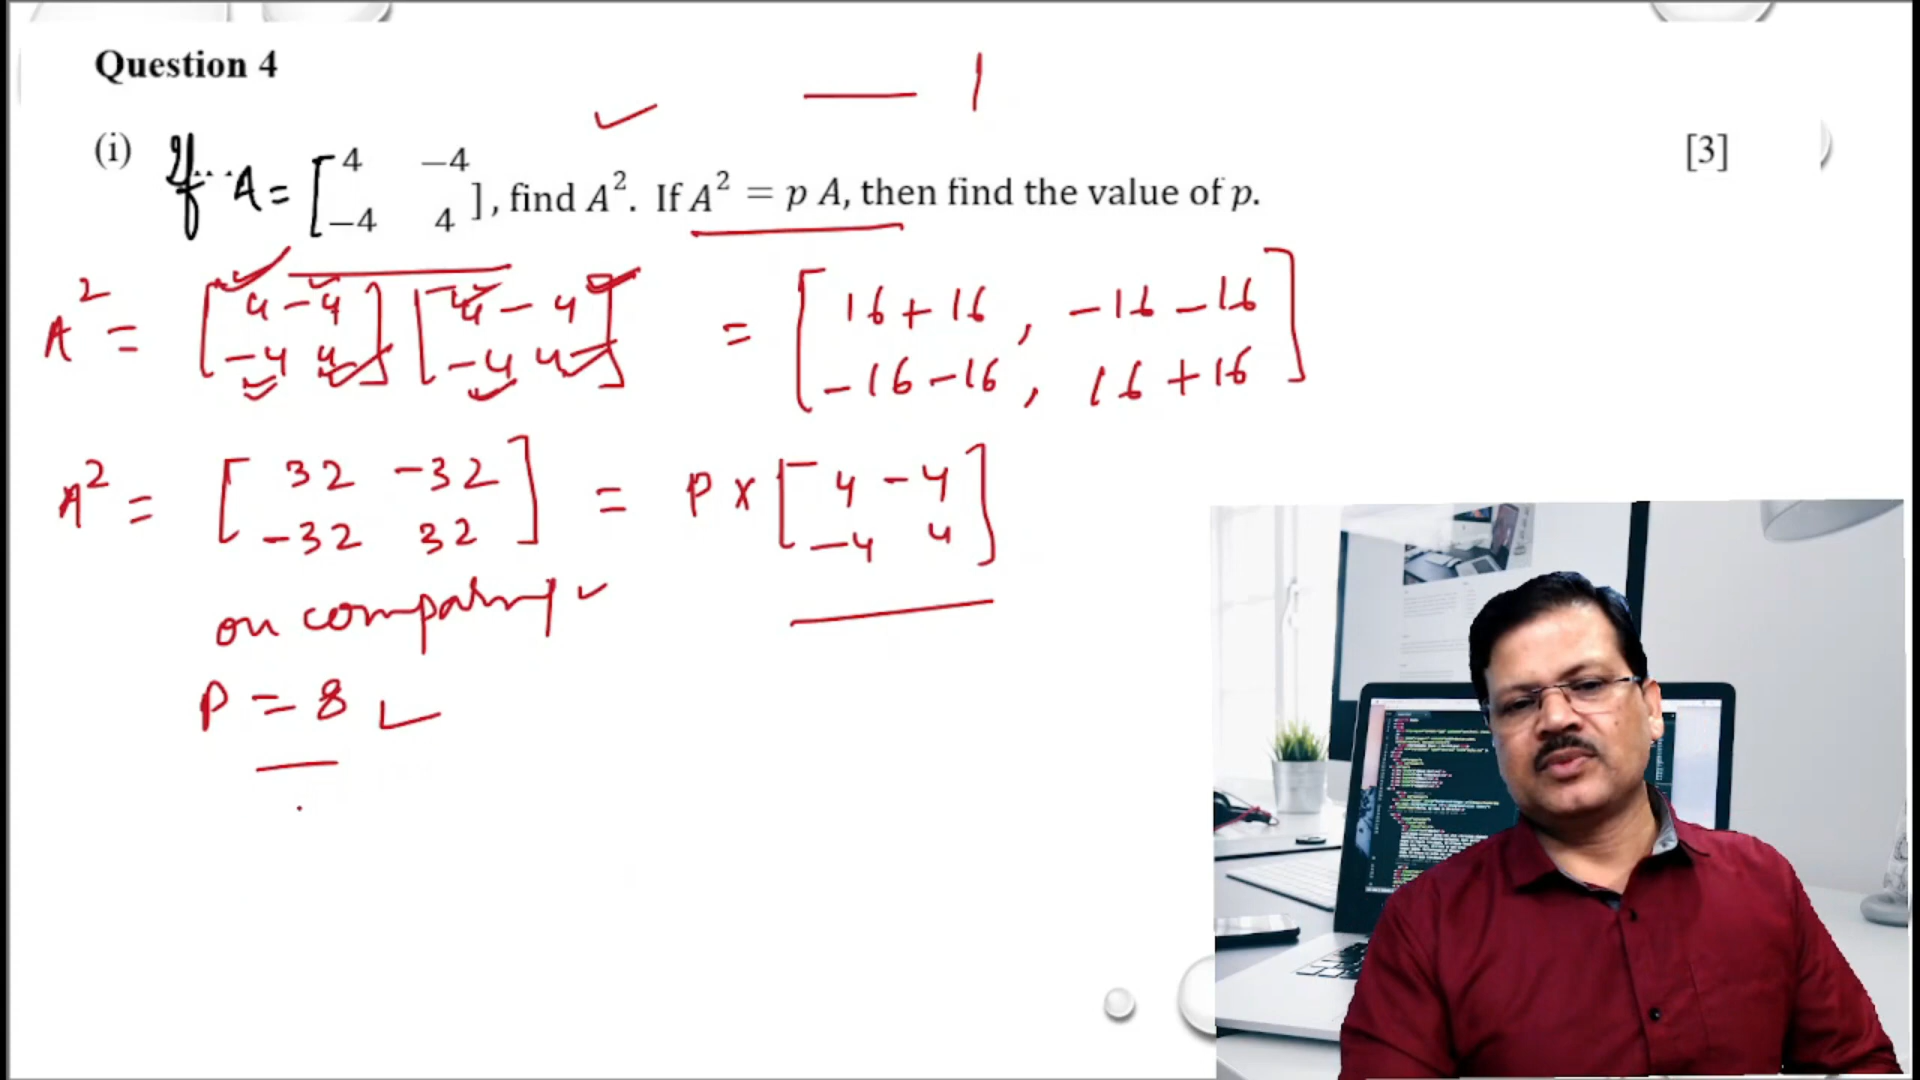 Question 4
— 1
(i) If... A = [4 −4 −4 4], find A². If A² = p A, then find the value of p. [3]
A² = [4 −4 −4 4] [4 −4 −4 4] = [16+16, −16−16 −16−16, 16+16]
A² = [32 −32 −32 32] = P × [4 −4 −4 4]
on comparing
P = 8